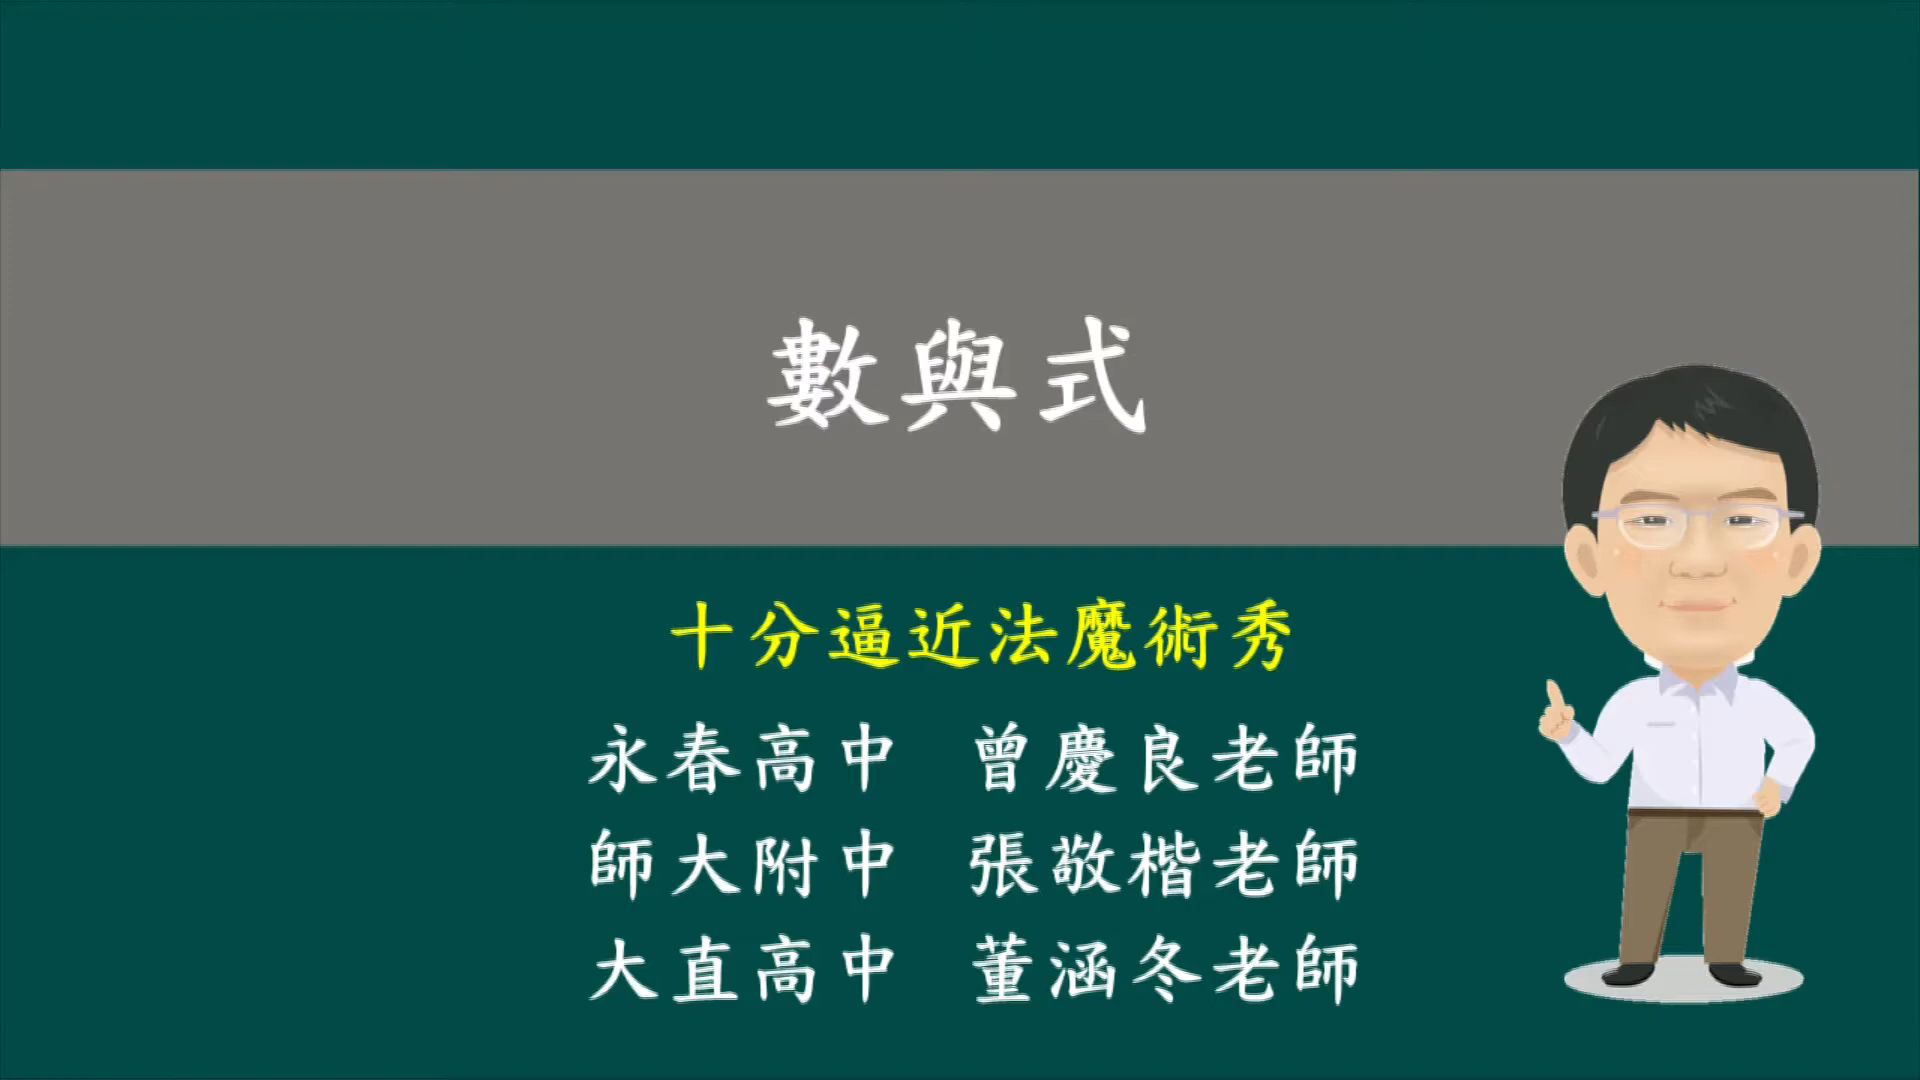 數與式
十分逼近法魔術秀
永春高中 曾慶良老師
師大附中 張敬楷老師
大直高中 董涵冬老師